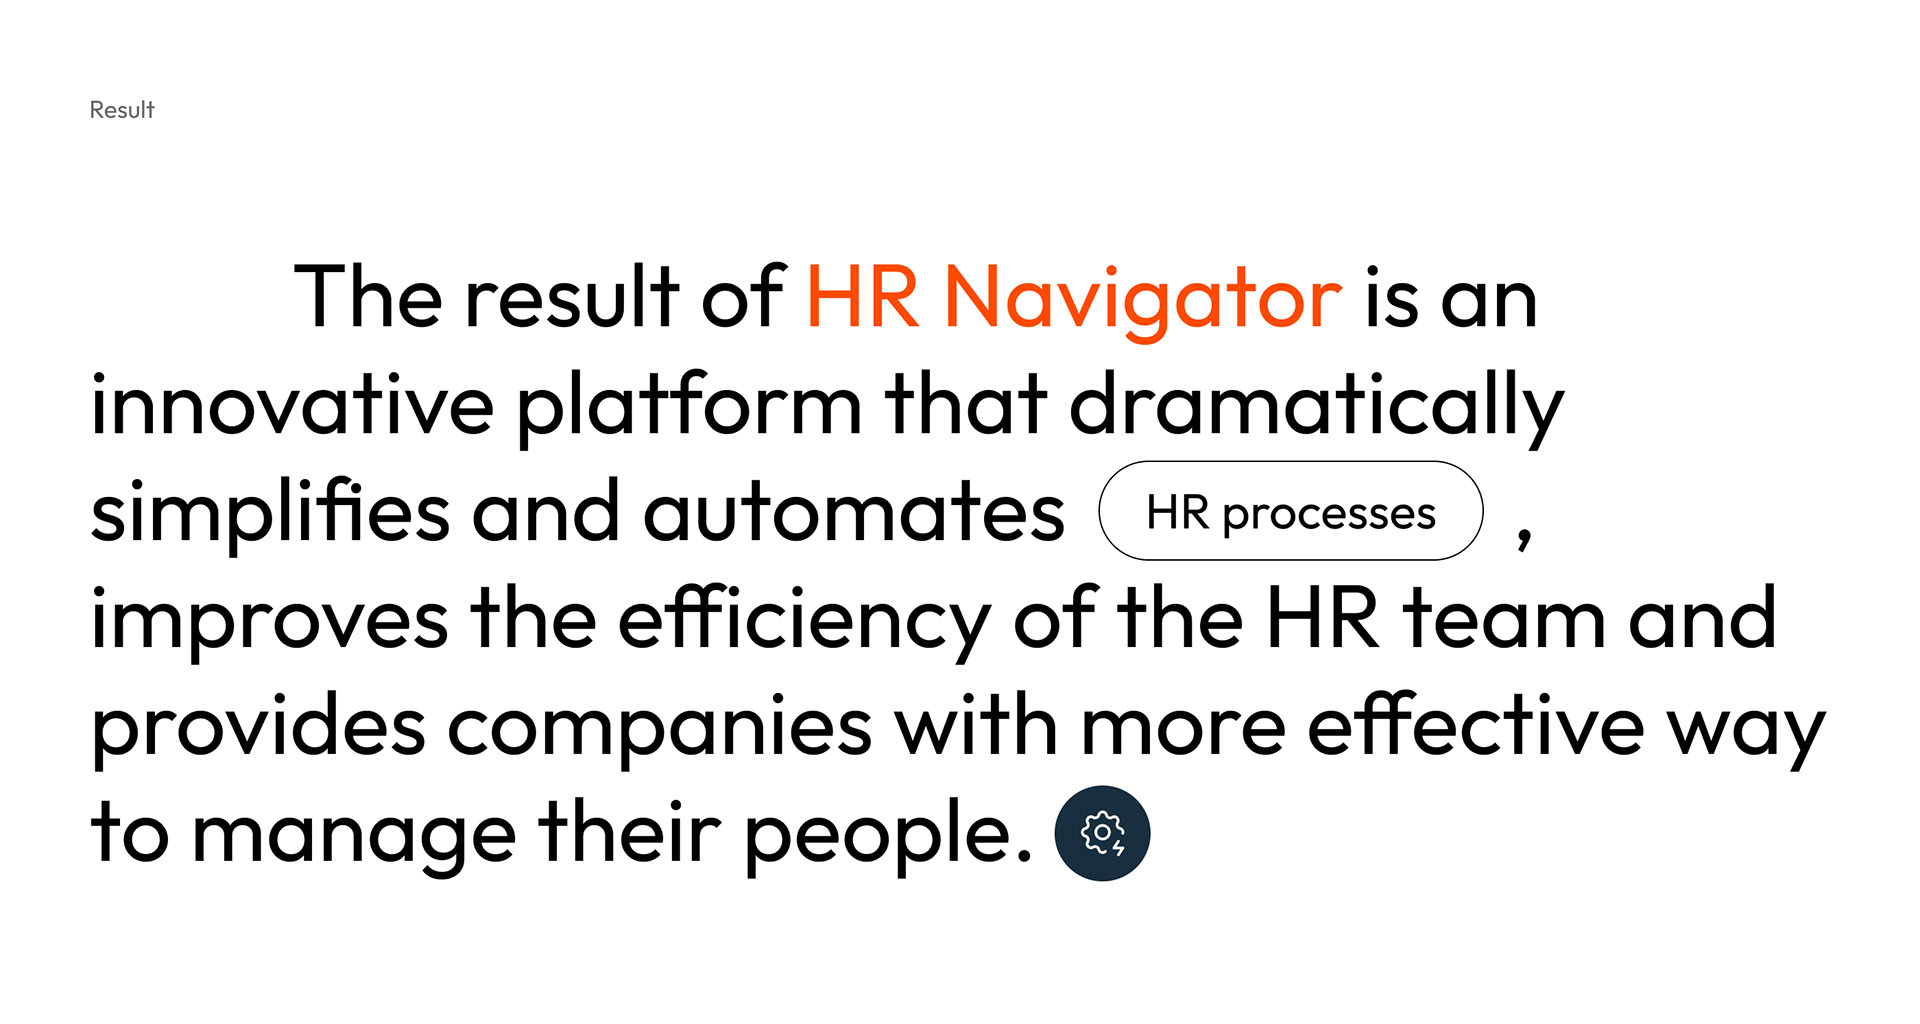 Result
The result of HR Navigator is an
innovative platform that dramatically
simplifies and automates HR processes ,
improves the efficiency of the HR team and
provides companies with more effective way
to manage their people.